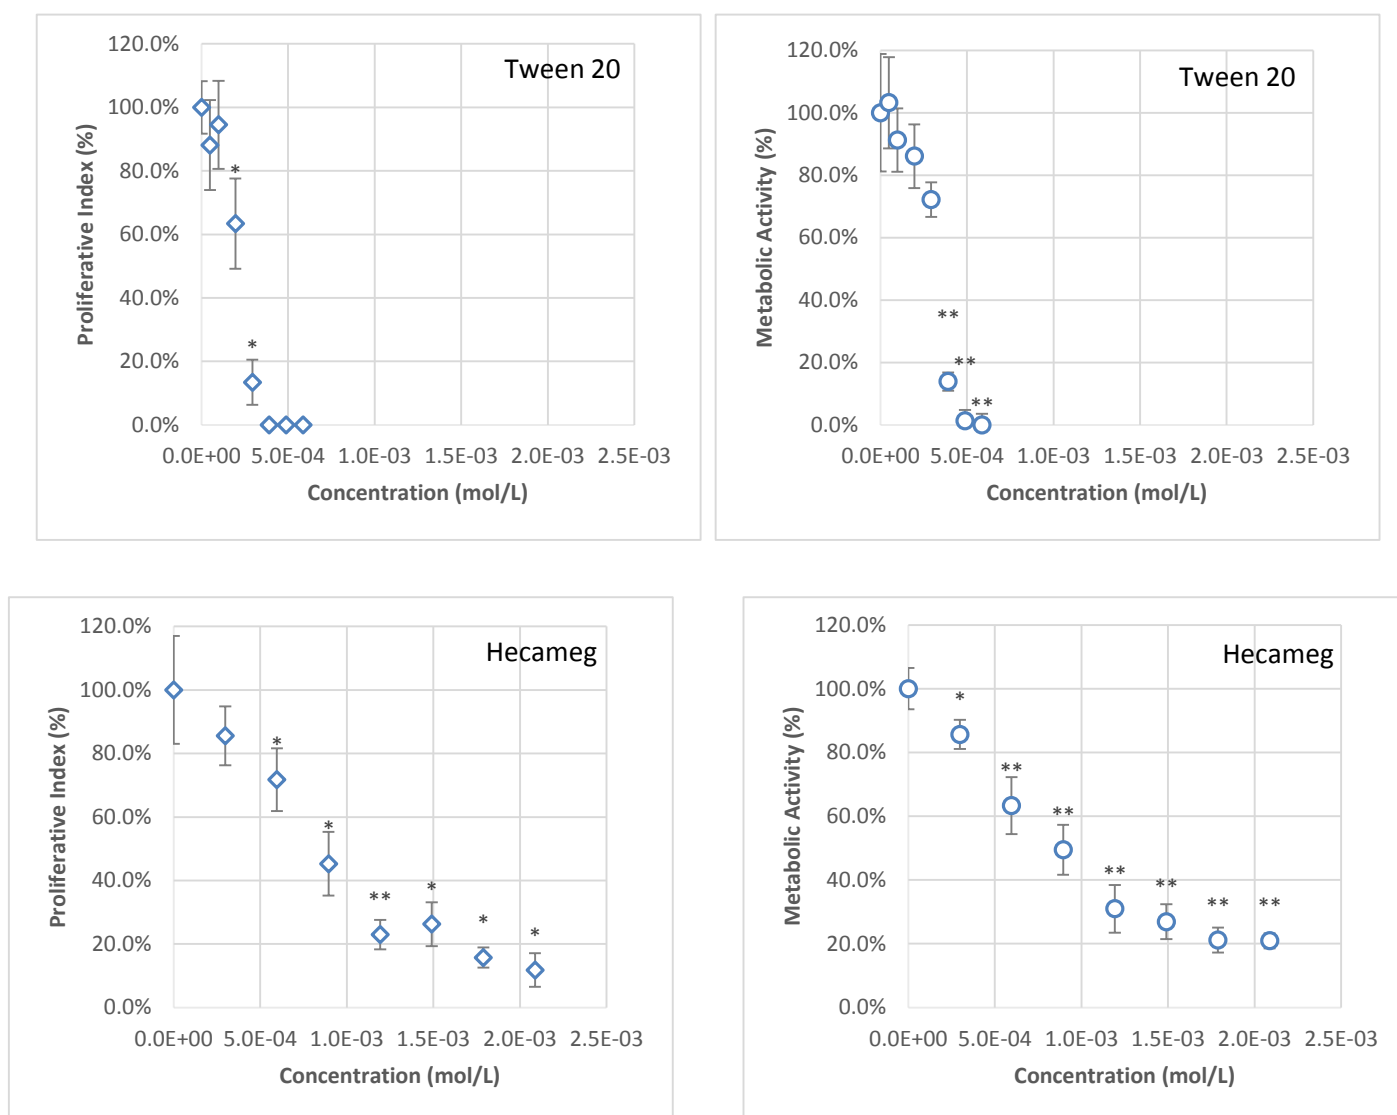 Tween 20
120.0%
100.0%
80.0%
60.0%
40.0%
20.0%
0.0%
Proliferative Index (%)
*
*
0.0E+00 5.0E-04 1.0E-03 1.5E-03 2.0E-03 2.5E-03
Concentration (mol/L)
Tween 20
120.0%
100.0%
80.0%
60.0%
40.0%
20.0%
0.0%
Metabolic Activity (%)
**
**
**
0.0E+00 5.0E-04 1.0E-03 1.5E-03 2.0E-03 2.5E-03
Concentration (mol/L)
Hecameg
120.0%
100.0%
80.0%
60.0%
40.0%
20.0%
0.0%
Proliferative Index (%)
*
*
**
*
*
*
0.0E+00 5.0E-04 1.0E-03 1.5E-03 2.0E-03 2.5E-03
Concentration (mol/L)
Hecameg
120.0%
100.0%
80.0%
60.0%
40.0%
20.0%
0.0%
Metabolic Activity (%)
*
**
**
**
**
**
**
0.0E+00 5.0E-04 1.0E-03 1.5E-03 2.0E-03 2.5E-03
Concentration (mol/L)